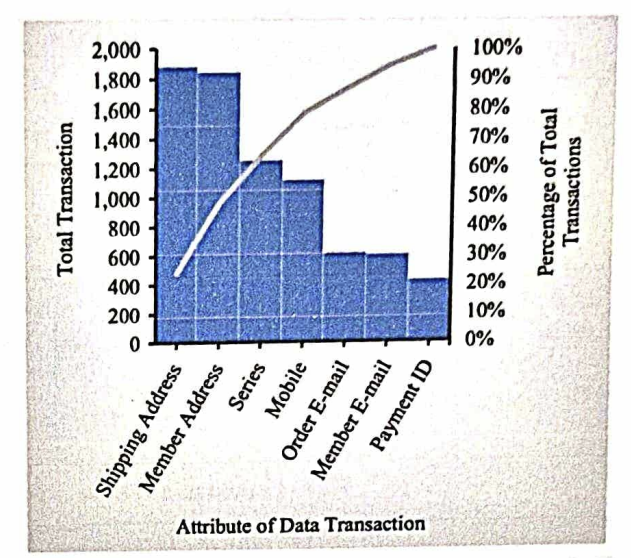 2,000
1,800
1,600
1,400
1,200
1,000
800
600
400
200
0
Total Transaction
100%
90%
80%
70%
60%
50%
40%
30%
20%
10%
0%
Percentage of Total
Transactions
Shipping Address
Member Address
Series
Mobile
Order E-mail
Member E-mail
Payment ID
Attribute of Data Transaction